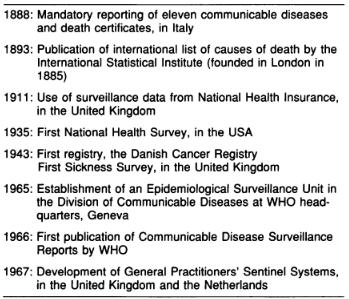 1888: Mandatory reporting of eleven communicable diseases
and death certificates, in Italy
1893: Publication of international list of causes of death by the
International Statistical Institute (founded in London in
1885)
1911: Use of surveillance data from National Health Insurance,
in the United Kingdom
1935: First National Health Survey, in the USA
1943: First registry, the Danish Cancer Registry
First Sickness Survey, in the United Kingdom
1965: Establishment of an Epidemiological Surveillance Unit in
the Division of Communicable Diseases at WHO head-
quarters, Geneva
1966: First publication of Communicable Disease Surveillance
Reports by WHO
1967: Development of General Practitioners' Sentinel Systems,
in the United Kingdom and the Netherlands